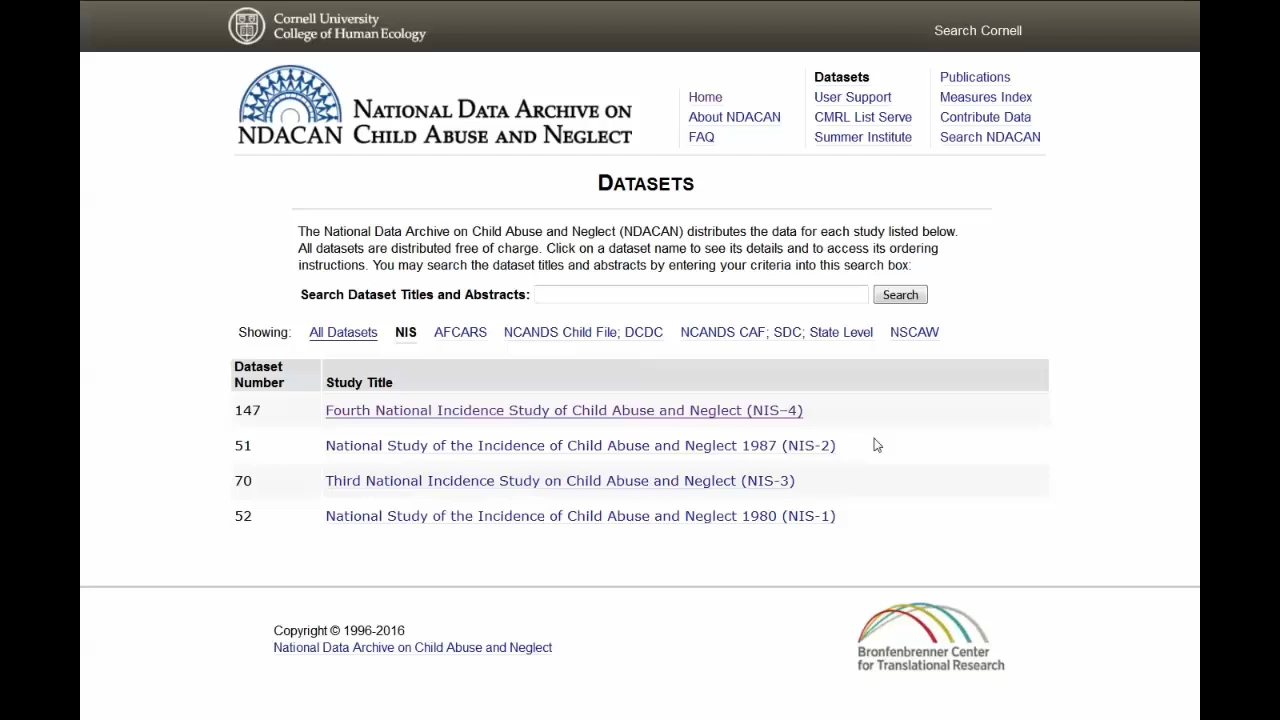 Cornell University
College of Human Ecology
Search Cornell
NDACAN
National Data Archive on
Child Abuse and Neglect
Home
About NDACAN
FAQ
Datasets
User Support
CMRL List Serve
Summer Institute
Publications
Measures Index
Contribute Data
Search NDACAN
Datasets
The National Data Archive on Child Abuse and Neglect (NDACAN) distributes the data for each study listed below.
All datasets are distributed free of charge. Click on a dataset name to see its details and to access its ordering
instructions. You may search the dataset titles and abstracts by entering your criteria into this search box:
Search Dataset Titles and Abstracts: Search
Showing: All Datasets NIS AFCARS NCANDS Child File; DCDC NCANDS CAF; SDC; State Level NSCAW
Dataset
Number Study Title
147 Fourth National Incidence Study of Child Abuse and Neglect (NIS–4)
51 National Study of the Incidence of Child Abuse and Neglect 1987 (NIS-2)
70 Third National Incidence Study on Child Abuse and Neglect (NIS-3)
52 National Study of the Incidence of Child Abuse and Neglect 1980 (NIS-1)
Copyright © 1996-2016
National Data Archive on Child Abuse and Neglect
Bronfenbrenner Center
for Translational Research